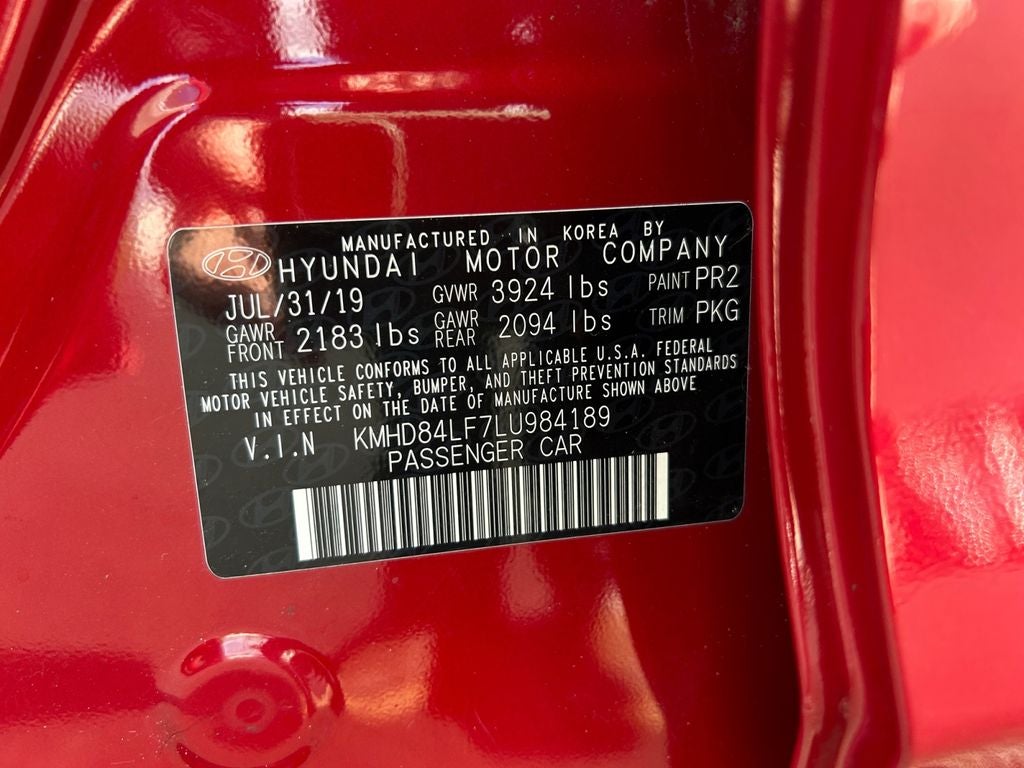 MANUFACTURED IN KOREA BY
HYUNDAI MOTOR COMPANY
JUL/31/19 GVWR 3924 lbs PAINT PR2
GAWR FRONT 2183 lbs GAWR REAR 2094 lbs TRIM PKG
THIS VEHICLE CONFORMS TO ALL APPLICABLE U.S.A. FEDERAL
MOTOR VEHICLE SAFETY, BUMPER, AND THEFT PREVENTION STANDARDS
IN EFFECT ON THE DATE OF MANUFACTURE SHOWN ABOVE
V.I.N KMHD84LF7LU984189
PASSENGER CAR